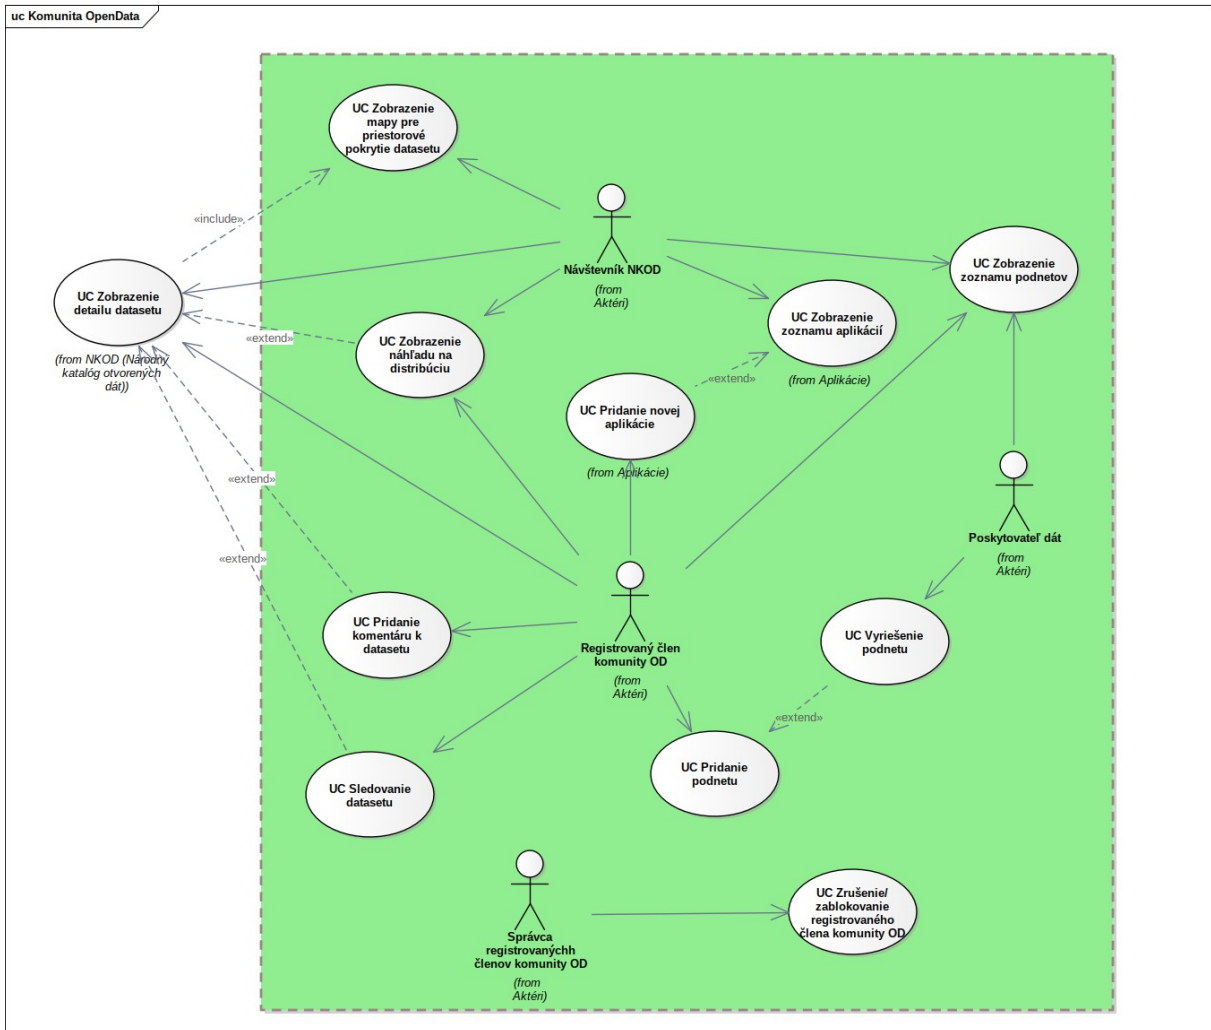 uc Komunita OpenData
UC Zobrazenie
mapy pre
priestorové
pokrytie datasetu
«include»
Návštevník NKOD
(from
Aktéri)
UC Zobrazenie
zoznamu podnetov
UC Zobrazenie
detailu datasetu
(from NKOD (Národný
katalóg otvorených
dát))
«extend»
UC Zobrazenie
náhľadu na
distribúciu
UC Zobrazenie
zoznamu aplikácií
(from Aplikácie)
«extend»
UC Pridanie novej
aplikácie
(from Aplikácie)
«extend»
«extend»
Poskytovateľ dát
(from
Aktéri)
UC Pridanie
komentáru k
datasetu
Registrovaný člen
komunity OD
(from
Aktéri)
UC Vyriešenie
podnetu
«extend»
UC Pridanie
podnetu
UC Sledovanie
datasetu
Správca
registrovanýchh
členov komunity OD
(from
Aktéri)
UC Zrušenie/
zablokovanie
registrovaného
člena komunity OD